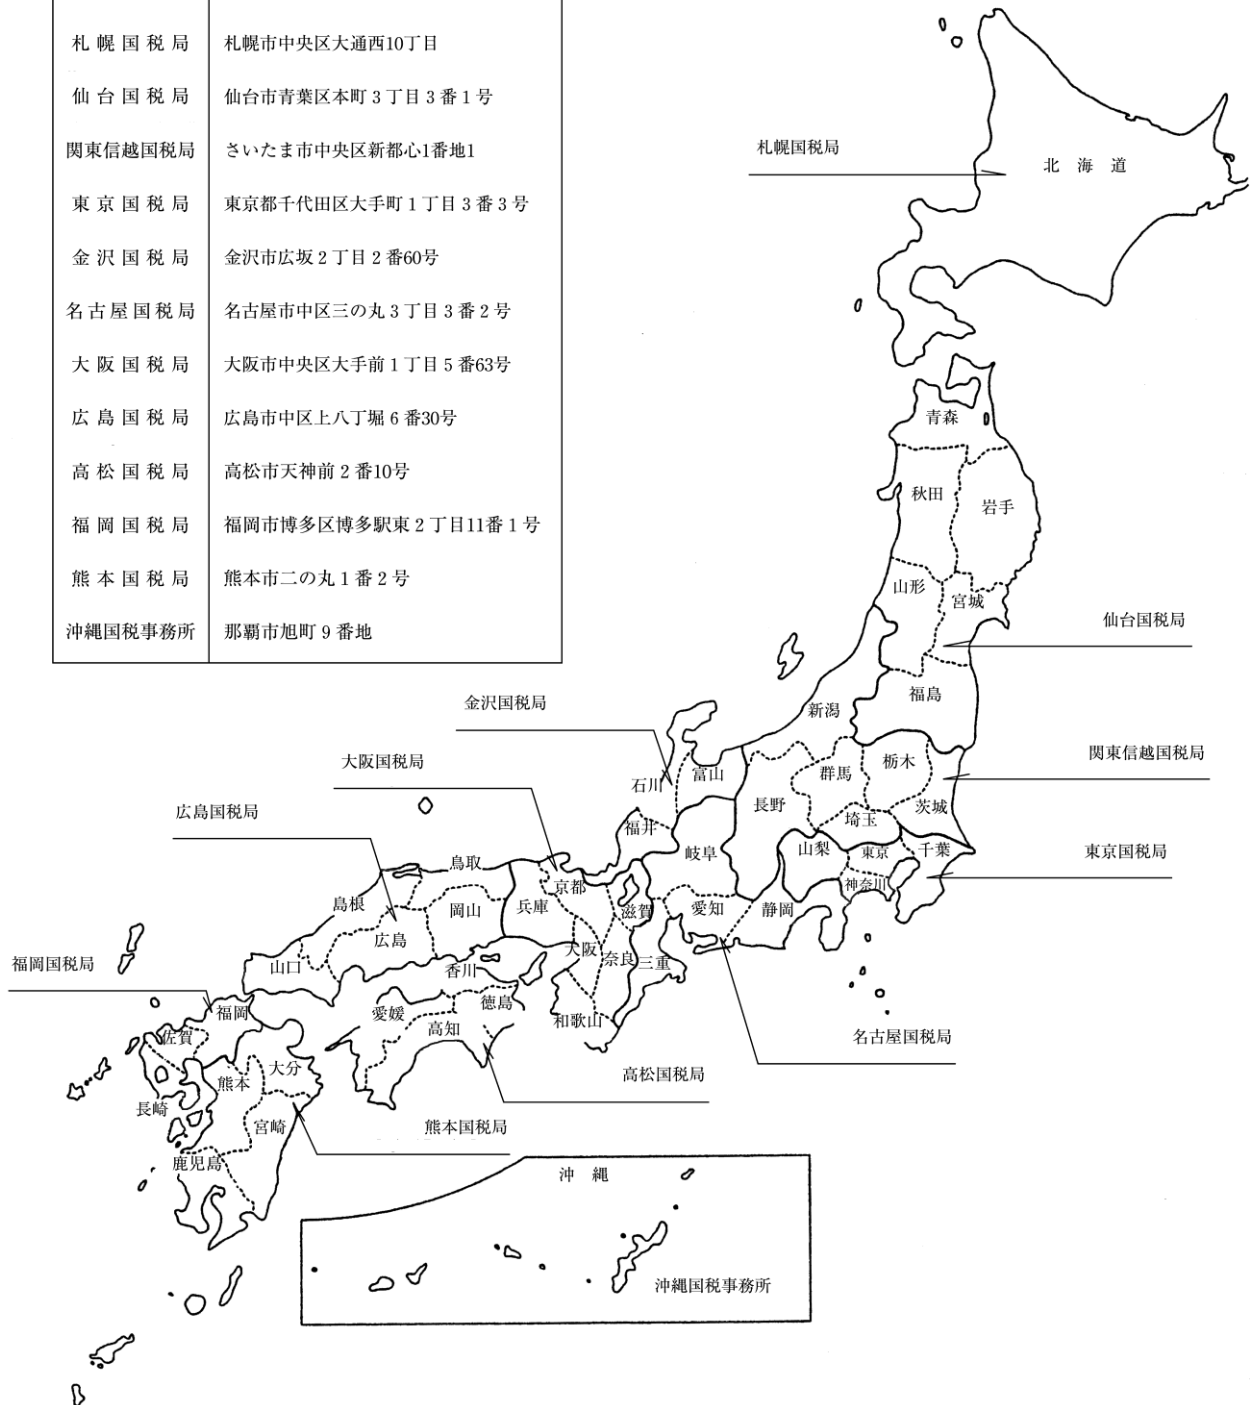 札幌国税局 札幌市中央区大通西10丁目
仙台国税局 仙台市青葉区本町3丁目3番1号
関東信越国税局 さいたま市中央区新都心1番地1
東京国税局 東京都千代田区大手町1丁目3番3号
金沢国税局 金沢市広坂2丁目2番60号
名古屋国税局 名古屋市中区三の丸3丁目3番2号
大阪国税局 大阪市中央区大手前1丁目5番63号
広島国税局 広島市中区上八丁堀6番30号
高松国税局 高松市天神前2番10号
福岡国税局 福岡市博多区博多駅東2丁目11番1号
熊本国税局 熊本市二の丸1番2号
沖縄国税事務所 那覇市旭町9番地
札幌国税局
北海道
青森
秋田
岩手
山形
宮城
仙台国税局
福島
新潟
金沢国税局
関東信越国税局
栃木
群馬
富山
石川
大阪国税局
長野
茨城
広島国税局
埼玉
福井
山梨
東京
千葉
東京国税局
岐阜
神奈川
鳥取
京都
島根
兵庫
岡山
滋賀
愛知
静岡
広島
大阪
奈良
三重
福岡国税局
山口
香川
徳島
愛媛
高知
和歌山
福岡
佐賀
名古屋国税局
大分
熊本
高松国税局
長崎
宮崎
熊本国税局
鹿児島
沖縄
沖縄国税事務所